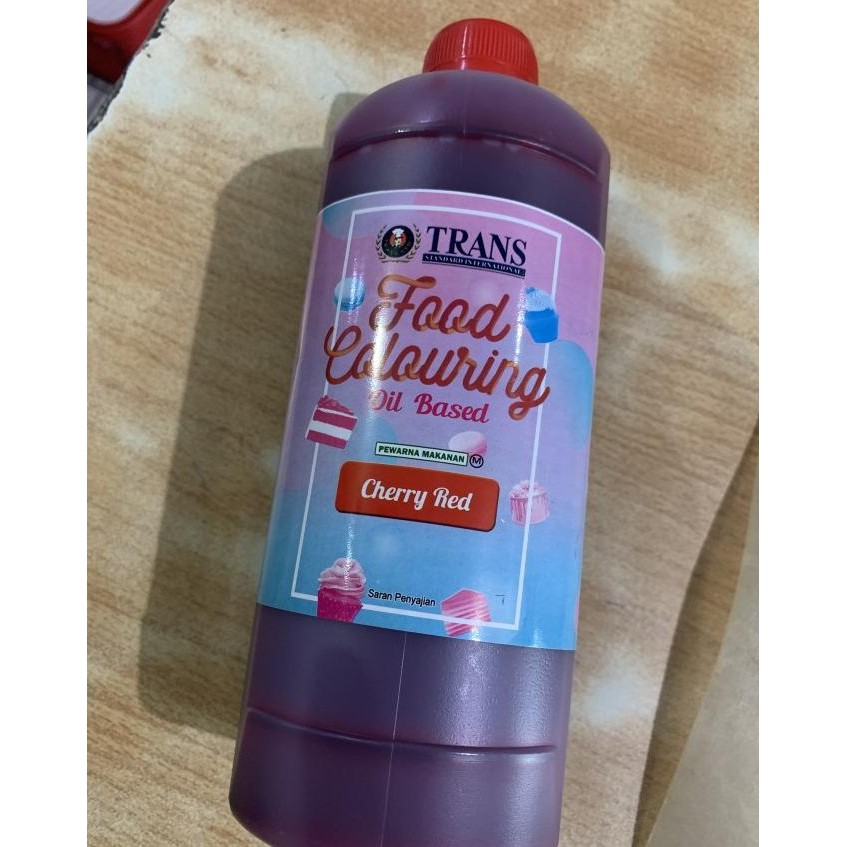 TRANS
STANDARD INTERNATIONAL
Food
Colouring
Oil Based
PEWARNA MAKANAN M
Cherry Red
Saran Penyajian